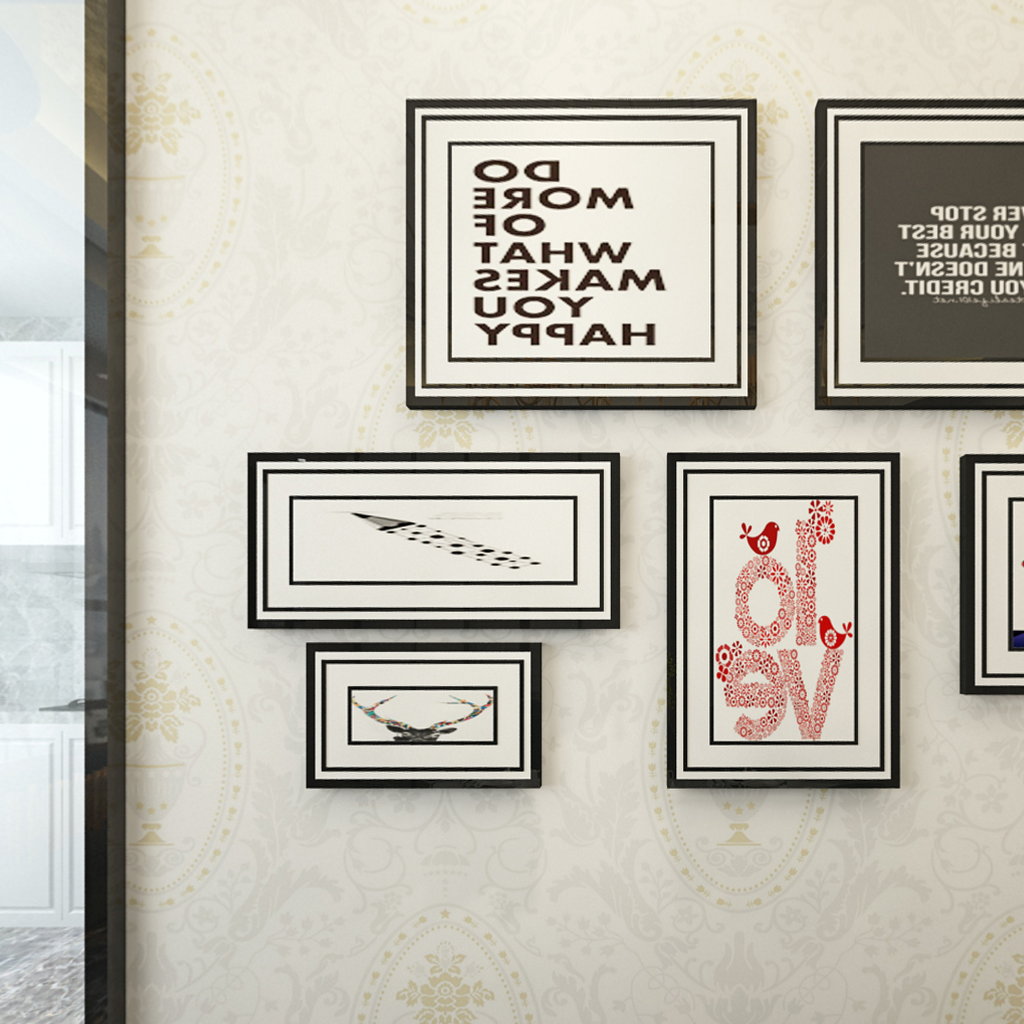 DO
MORE
OF
WHAT
MAKES
YOU
HAPPY
VER STOP
YOUR BEST
BECAUSE
NE DOESN'T
YOU CREDIT.
lo
ve